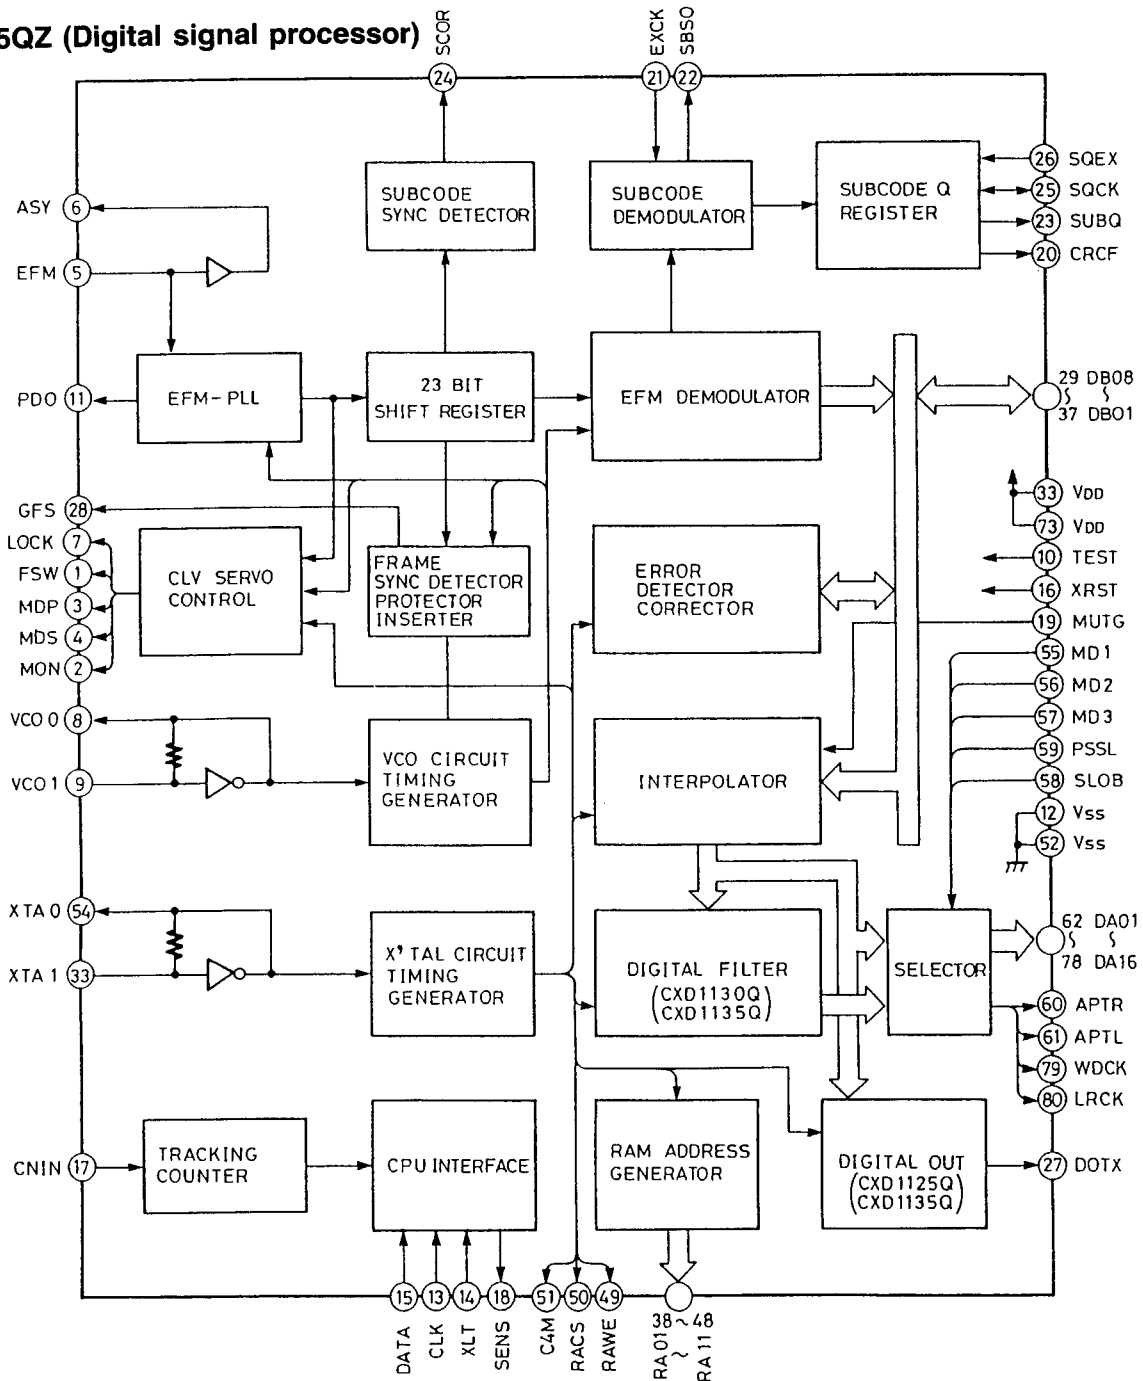 5QZ (Digital signal processor)
SCOR
EXCK
SBSO
24
21
22
SUBCODE
SYNC DETECTOR
SUBCODE
DEMODULATOR
SUBCODE Q
REGISTER
26 SQEX
25 SQCK
23 SUBQ
20 CRCF
ASY 6
EFM 5
PDO 11
EFM-PLL
23 BIT
SHIFT REGISTER
EFM DEMODULATOR
29 DB08
37 DB01
33 VDD
73 VDD
10 TEST
16 XRST
19 MUTG
55 MD1
56 MD2
57 MD3
59 PSSL
58 SLOB
12 Vss
52 Vss
GFS 28
LOCK 7
FSW 1
MDP 3
MDS 4
MON 2
CLV SERVO
CONTROL
FRAME
SYNC DETECTOR
PROTECTOR
INSERTER
ERROR
DETECTOR
CORRECTOR
VCO 0 8
VCO 1 9
VCO CIRCUIT
TIMING
GENERATOR
INTERPOLATOR
XTA 0 54
XTA 1 33
X'TAL CIRCUIT
TIMING
GENERATOR
DIGITAL FILTER
(CXD1130Q
CXD1135Q)
SELECTOR
62 DA01
78 DA16
60 APTR
61 APTL
79 WDCK
80 LRCK
CNIN 17
TRACKING
COUNTER
CPU INTERFACE
RAM ADDRESS
GENERATOR
DIGITAL OUT
(CXD1125Q
CXD1135Q)
27 DOTX
15
13
14
18
51
50
49
DATA
CLK
XLT
SENS
C4M
RACS
RAWE
38 ~ 48
RA01 ~ RA11